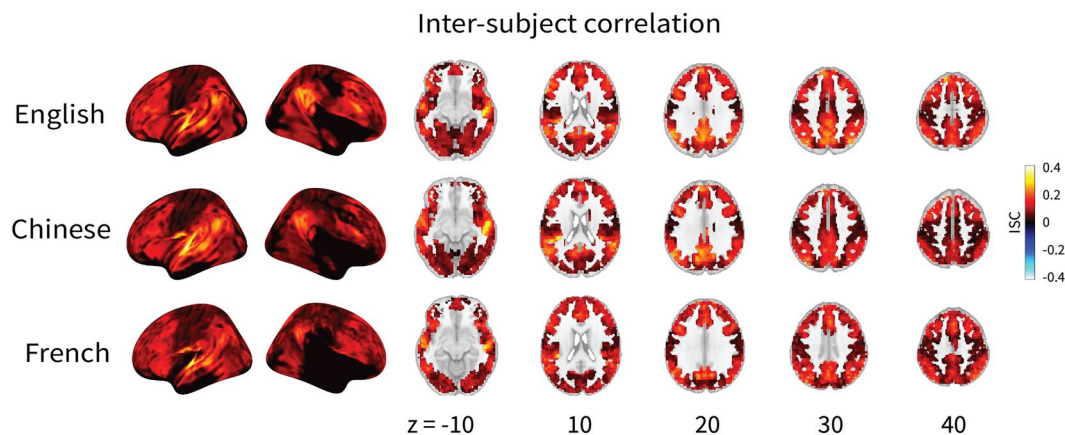 Inter-subject correlation
English
Chinese
French
z = -10 10 20 30 40
0.4
0.2
0
-0.2
-0.4
ISC